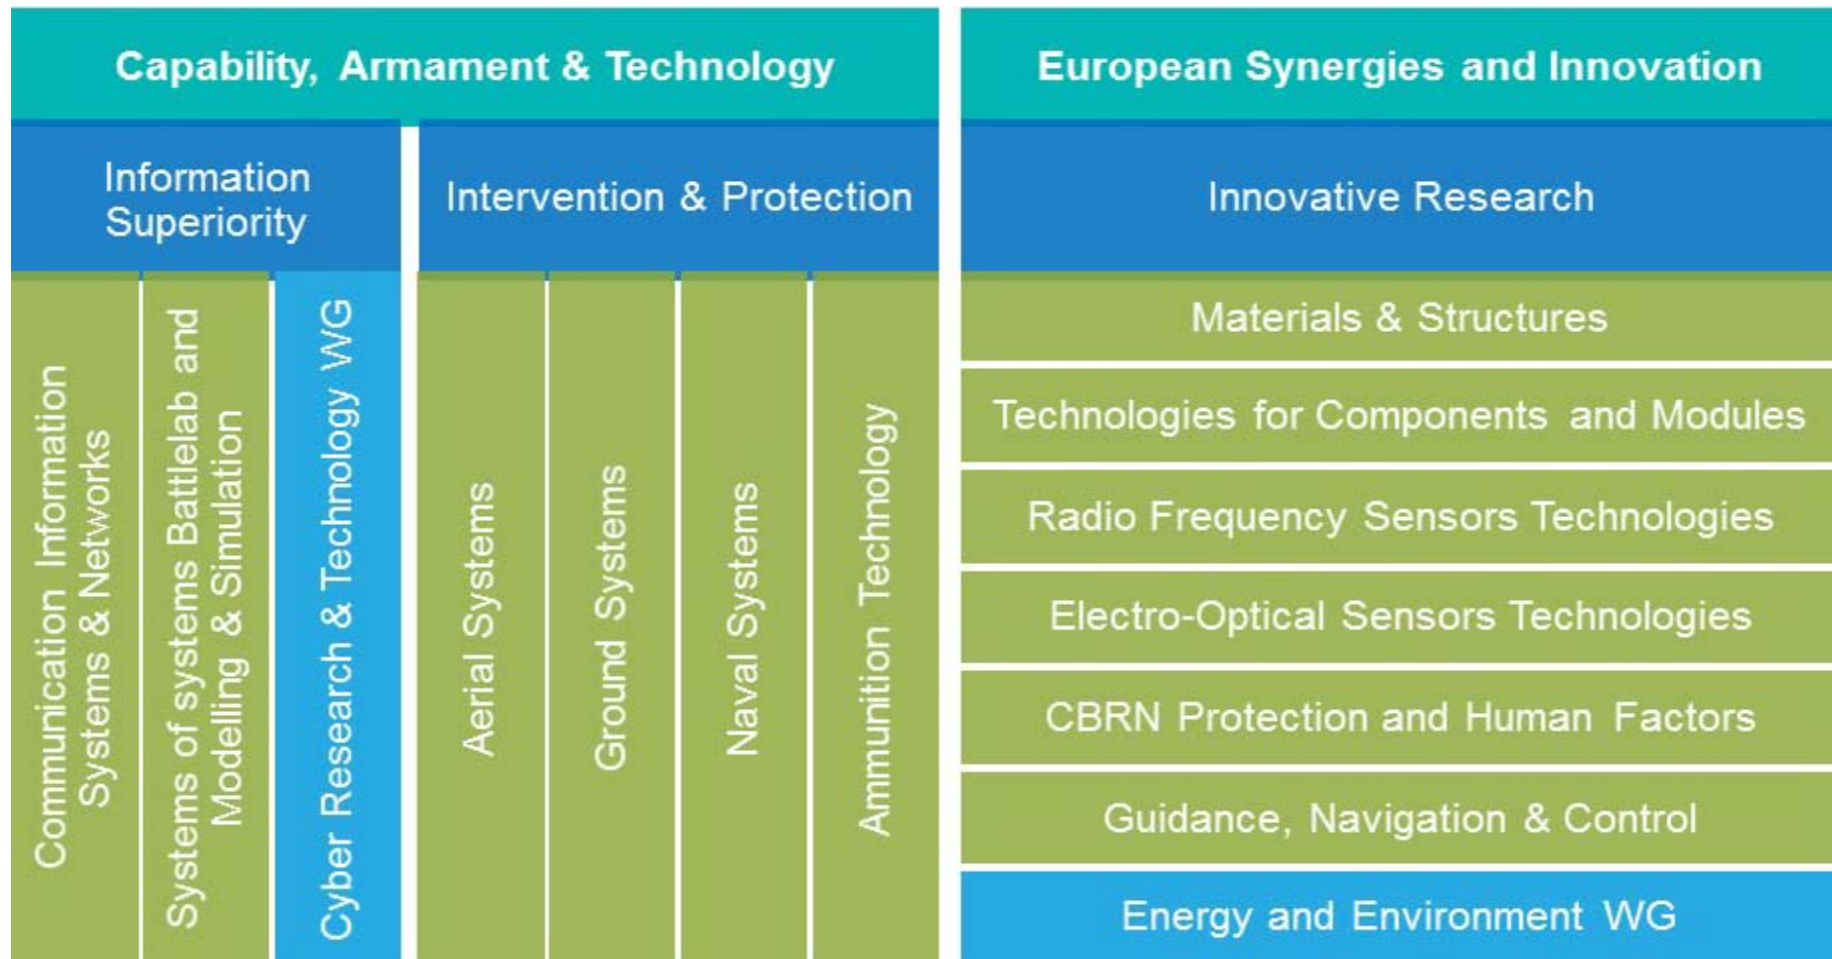 Capability, Armament & Technology
Information
Superiority
Intervention & Protection
Communication Information
Systems & Networks
Systems of systems Battlelab and
Modelling & Simulation
Cyber Research & Technology WG
Aerial Systems
Ground Systems
Naval Systems
Ammunition Technology
European Synergies and Innovation
Innovative Research
Materials & Structures
Technologies for Components and Modules
Radio Frequency Sensors Technologies
Electro-Optical Sensors Technologies
CBRN Protection and Human Factors
Guidance, Navigation & Control
Energy and Environment WG